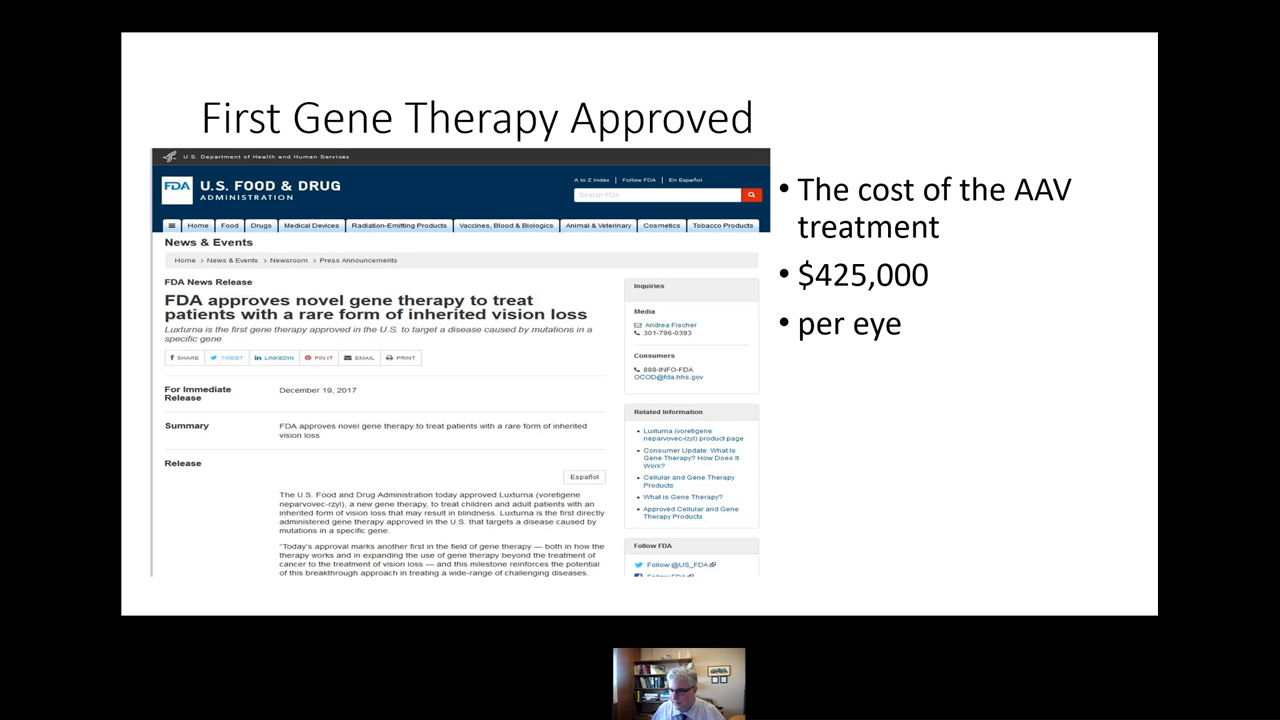 First Gene Therapy Approved
U.S. Department of Health and Human Services
A to Z Index | Follow FDA | En Español
FDA U.S. FOOD & DRUG
ADMINISTRATION
Search FDA
Home Food Drugs Medical Devices Radiation-Emitting Products Vaccines, Blood & Biologics Animal & Veterinary Cosmetics Tobacco Products
News & Events
Home > News & Events > Newsroom > Press Announcements
FDA News Release
FDA approves novel gene therapy to treat
patients with a rare form of inherited vision loss
Luxturna is the first gene therapy approved in the U.S. to target a disease caused by mutations in a
specific gene
SHARE TWEET LINKEDIN PIN IT EMAIL PRINT
For Immediate
Release
December 19, 2017
Summary
FDA approves novel gene therapy to treat patients with a rare form of inherited
vision loss
Release
Español
The U.S. Food and Drug Administration today approved Luxturna (voretigene
neparvovec-rzyl), a new gene therapy, to treat children and adult patients with an
inherited form of vision loss that may result in blindness. Luxturna is the first directly
administered gene therapy approved in the U.S. that targets a disease caused by
mutations in a specific gene.
“Today’s approval marks another first in the field of gene therapy — both in how the
therapy works and in expanding the use of gene therapy beyond the treatment of
cancer to the treatment of vision loss — and this milestone reinforces the potential
of this breakthrough approach in treating a wide-range of challenging diseases.
Inquiries
Media
Andrea Fischer
301-796-0393
Consumers
888-INFO-FDA
OCOD@fda.hhs.gov
Related Information
• Luxturna (voretigene
neparvovec-rzyl) product page
• Consumer Update: What Is
Gene Therapy? How Does It
Work?
• Cellular and Gene Therapy
Products
• What is Gene Therapy?
• Approved Cellular and Gene
Therapy Products
Follow FDA
Follow @US_FDA
Follow FDA
• The cost of the AAV
treatment
• $425,000
• per eye